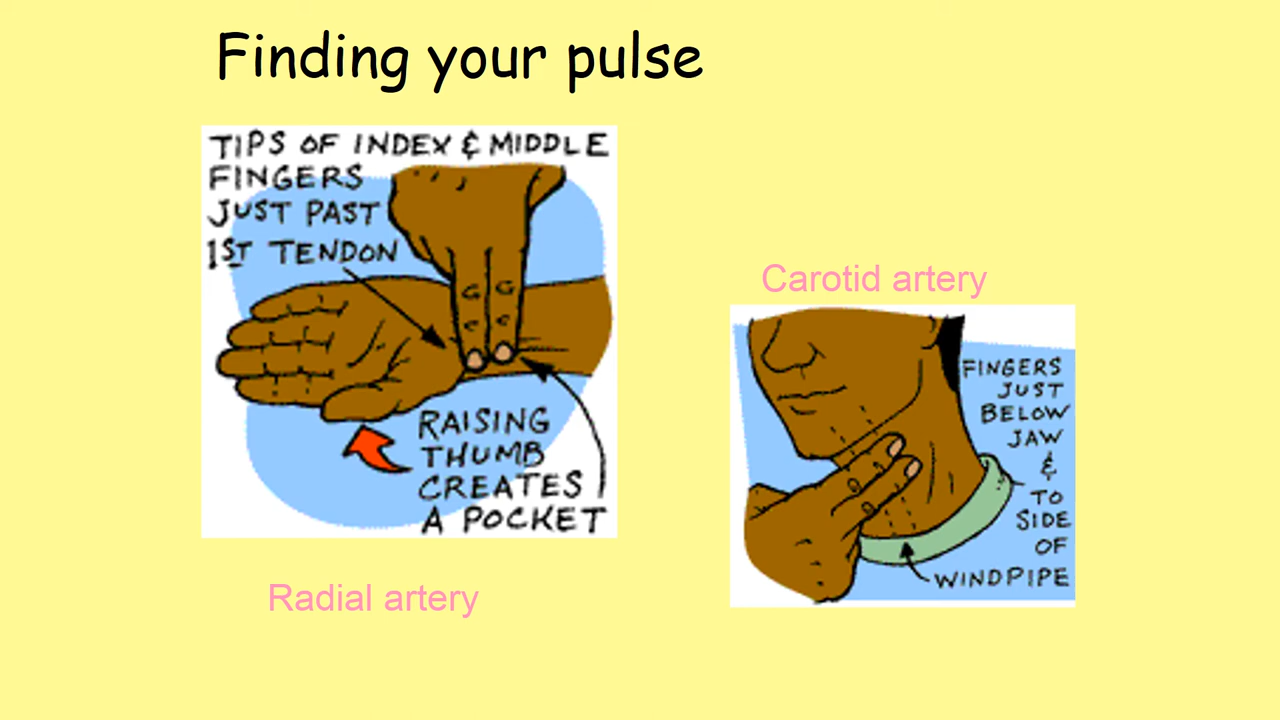 Finding your pulse
TIPS OF INDEX & MIDDLE
FINGERS
JUST PAST
1ST TENDON
RAISING
THUMB
CREATES
A POCKET
Radial artery
Carotid artery
FINGERS
JUST
BELOW
JAW
&
TO
SIDE
OF
WINDPIPE